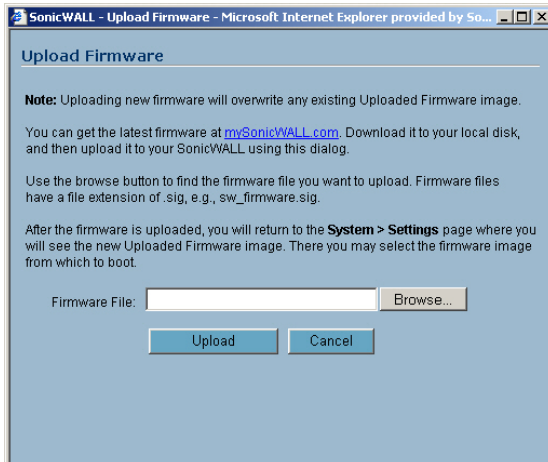 SonicWALL - Upload Firmware - Microsoft Internet Explorer provided by So...
Upload Firmware
Note: Uploading new firmware will overwrite any existing Uploaded Firmware image.
You can get the latest firmware at mySonicWALL.com. Download it to your local disk,
and then upload it to your SonicWALL using this dialog.
Use the browse button to find the firmware file you want to upload. Firmware files
have a file extension of .sig, e.g., sw_firmware.sig.
After the firmware is uploaded, you will return to the System > Settings page where you
will see the new Uploaded Firmware image. There you may select the firmware image
from which to boot.
Firmware File: Browse...
Upload Cancel